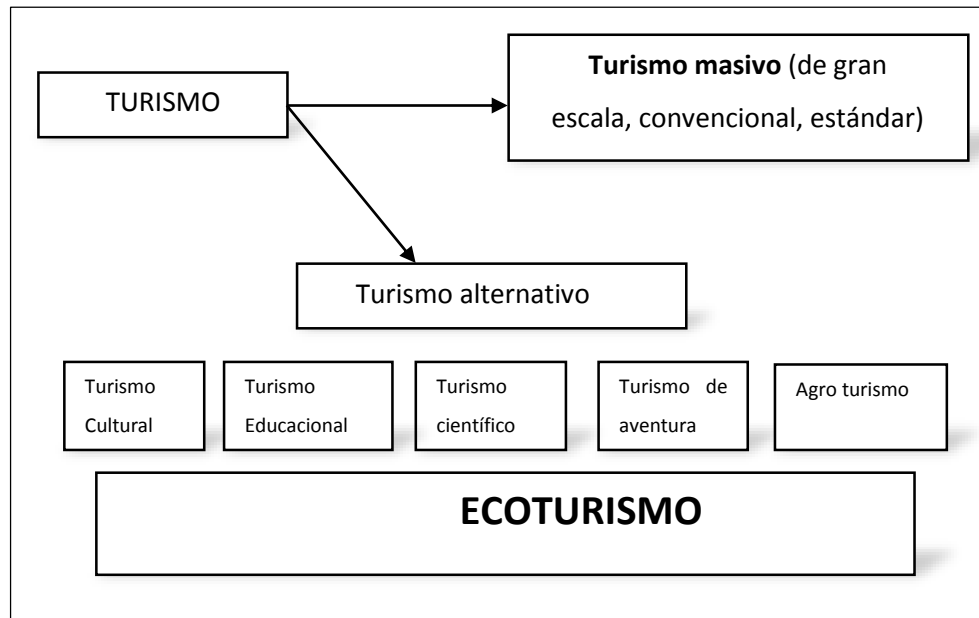 TURISMO
Turismo masivo (de gran
escala, convencional, estándar)
Turismo alternativo
Turismo
Cultural
Turismo
Educacional
Turismo
científico
Turismo de
aventura
Agro turismo
ECOTURISMO